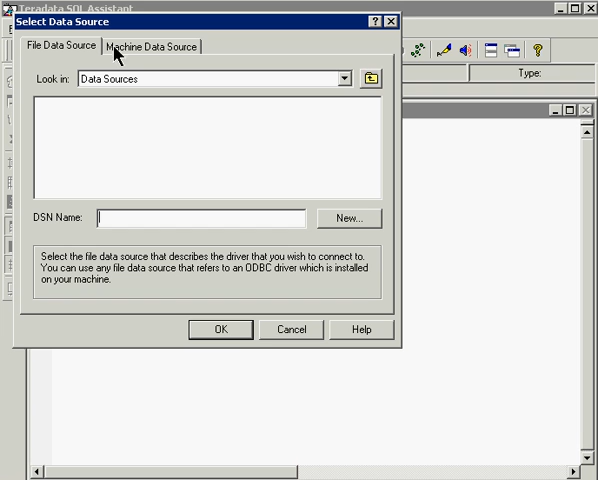 Teradata SQL Assistant
Select Data Source
File Data Source
Machine Data Source
Look in:
Data Sources
Type:
DSN Name:
New...
Select the file data source that describes the driver that you wish to connect to.
You can use any file data source that refers to an ODBC driver which is installed
on your machine.
OK
Cancel
Help